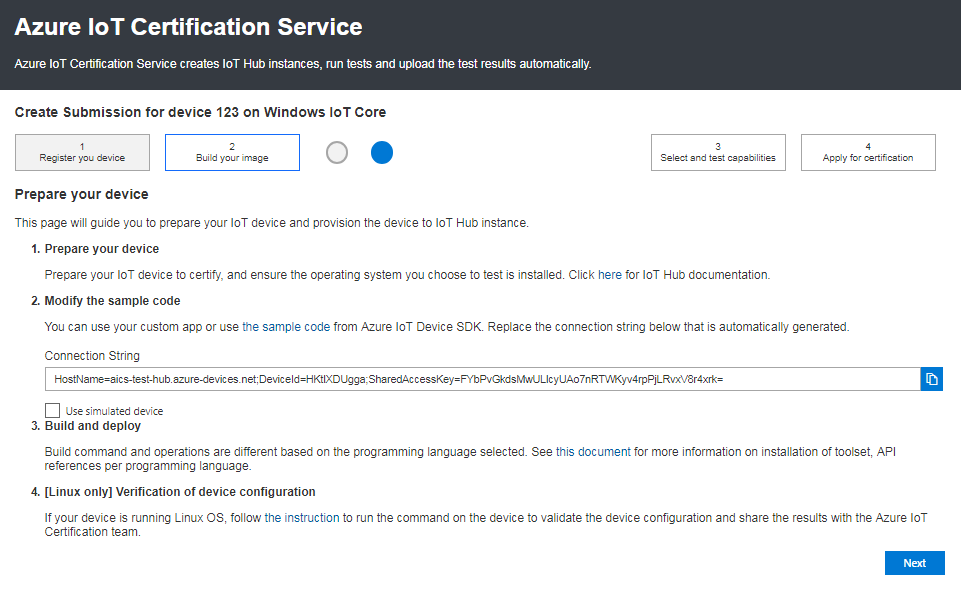 Azure IoT Certification Service
Azure IoT Certification Service creates IoT Hub instances, run tests and upload the test results automatically.
Create Submission for device 123 on Windows IoT Core
1
Register you device
2
Build your image
3
Select and test capabilities
4
Apply for certification
Prepare your device
This page will guide you to prepare your IoT device and provision the device to IoT Hub instance.
1. Prepare your device
Prepare your IoT device to certify, and ensure the operating system you choose to test is installed. Click here for IoT Hub documentation.
2. Modify the sample code
You can use your custom app or use the sample code from Azure IoT Device SDK. Replace the connection string below that is automatically generated.
Connection String
HostName=aics-test-hub.azure-devices.net;DeviceId=HKtlXDUgga;SharedAccessKey=FYbPvGkdsMwULlcyUAo7nRTWKyv4rpPjLRvxV8r4xrk=
Use simulated device
3. Build and deploy
Build command and operations are different based on the programming language selected. See this document for more information on installation of toolset, API
references per programming language.
4. [Linux only] Verification of device configuration
If your device is running Linux OS, follow the instruction to run the command on the device to validate the device configuration and share the results with the Azure IoT
Certification team.
Next